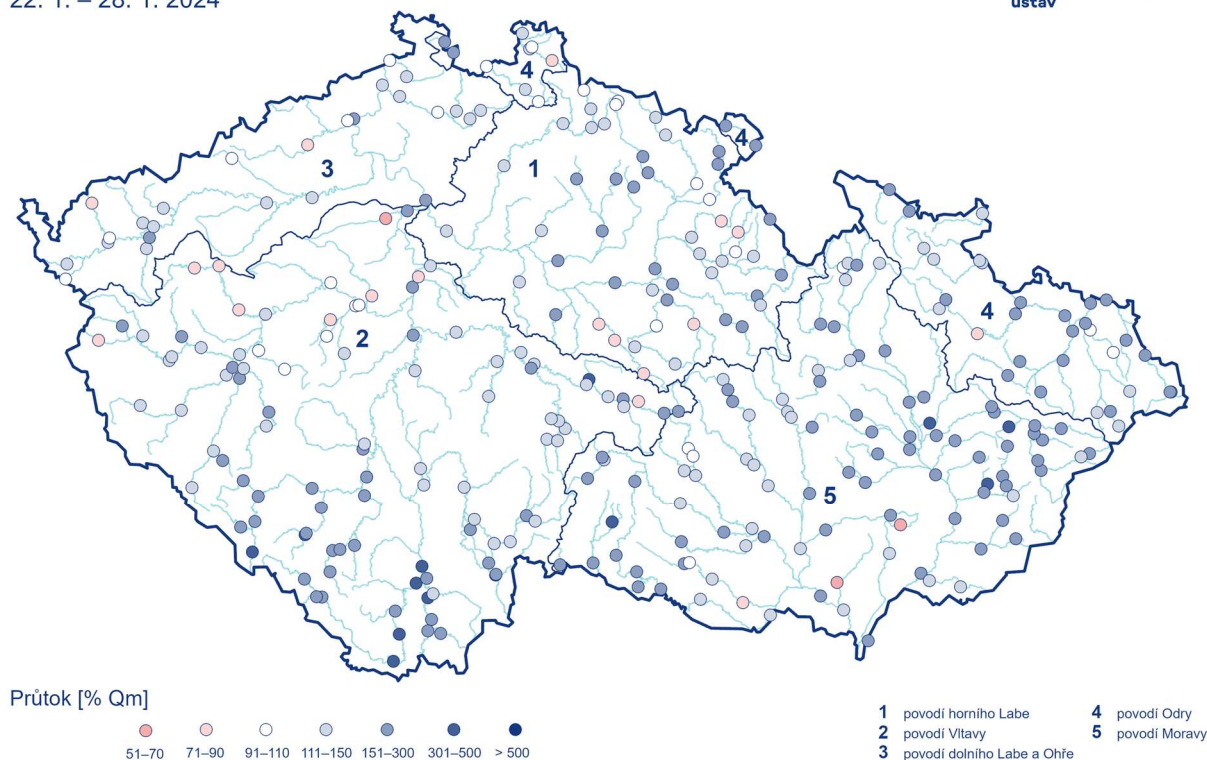 22. 1. – 28. 1. 2024
ústav
4
4
3
1
4
2
5
Průtok [% Qm]
51–70
71–90
91–110
111–150
151–300
301–500
> 500
1 povodí horního Labe
2 povodí Vltavy
3 povodí dolního Labe a Ohře
4 povodí Odry
5 povodí Moravy